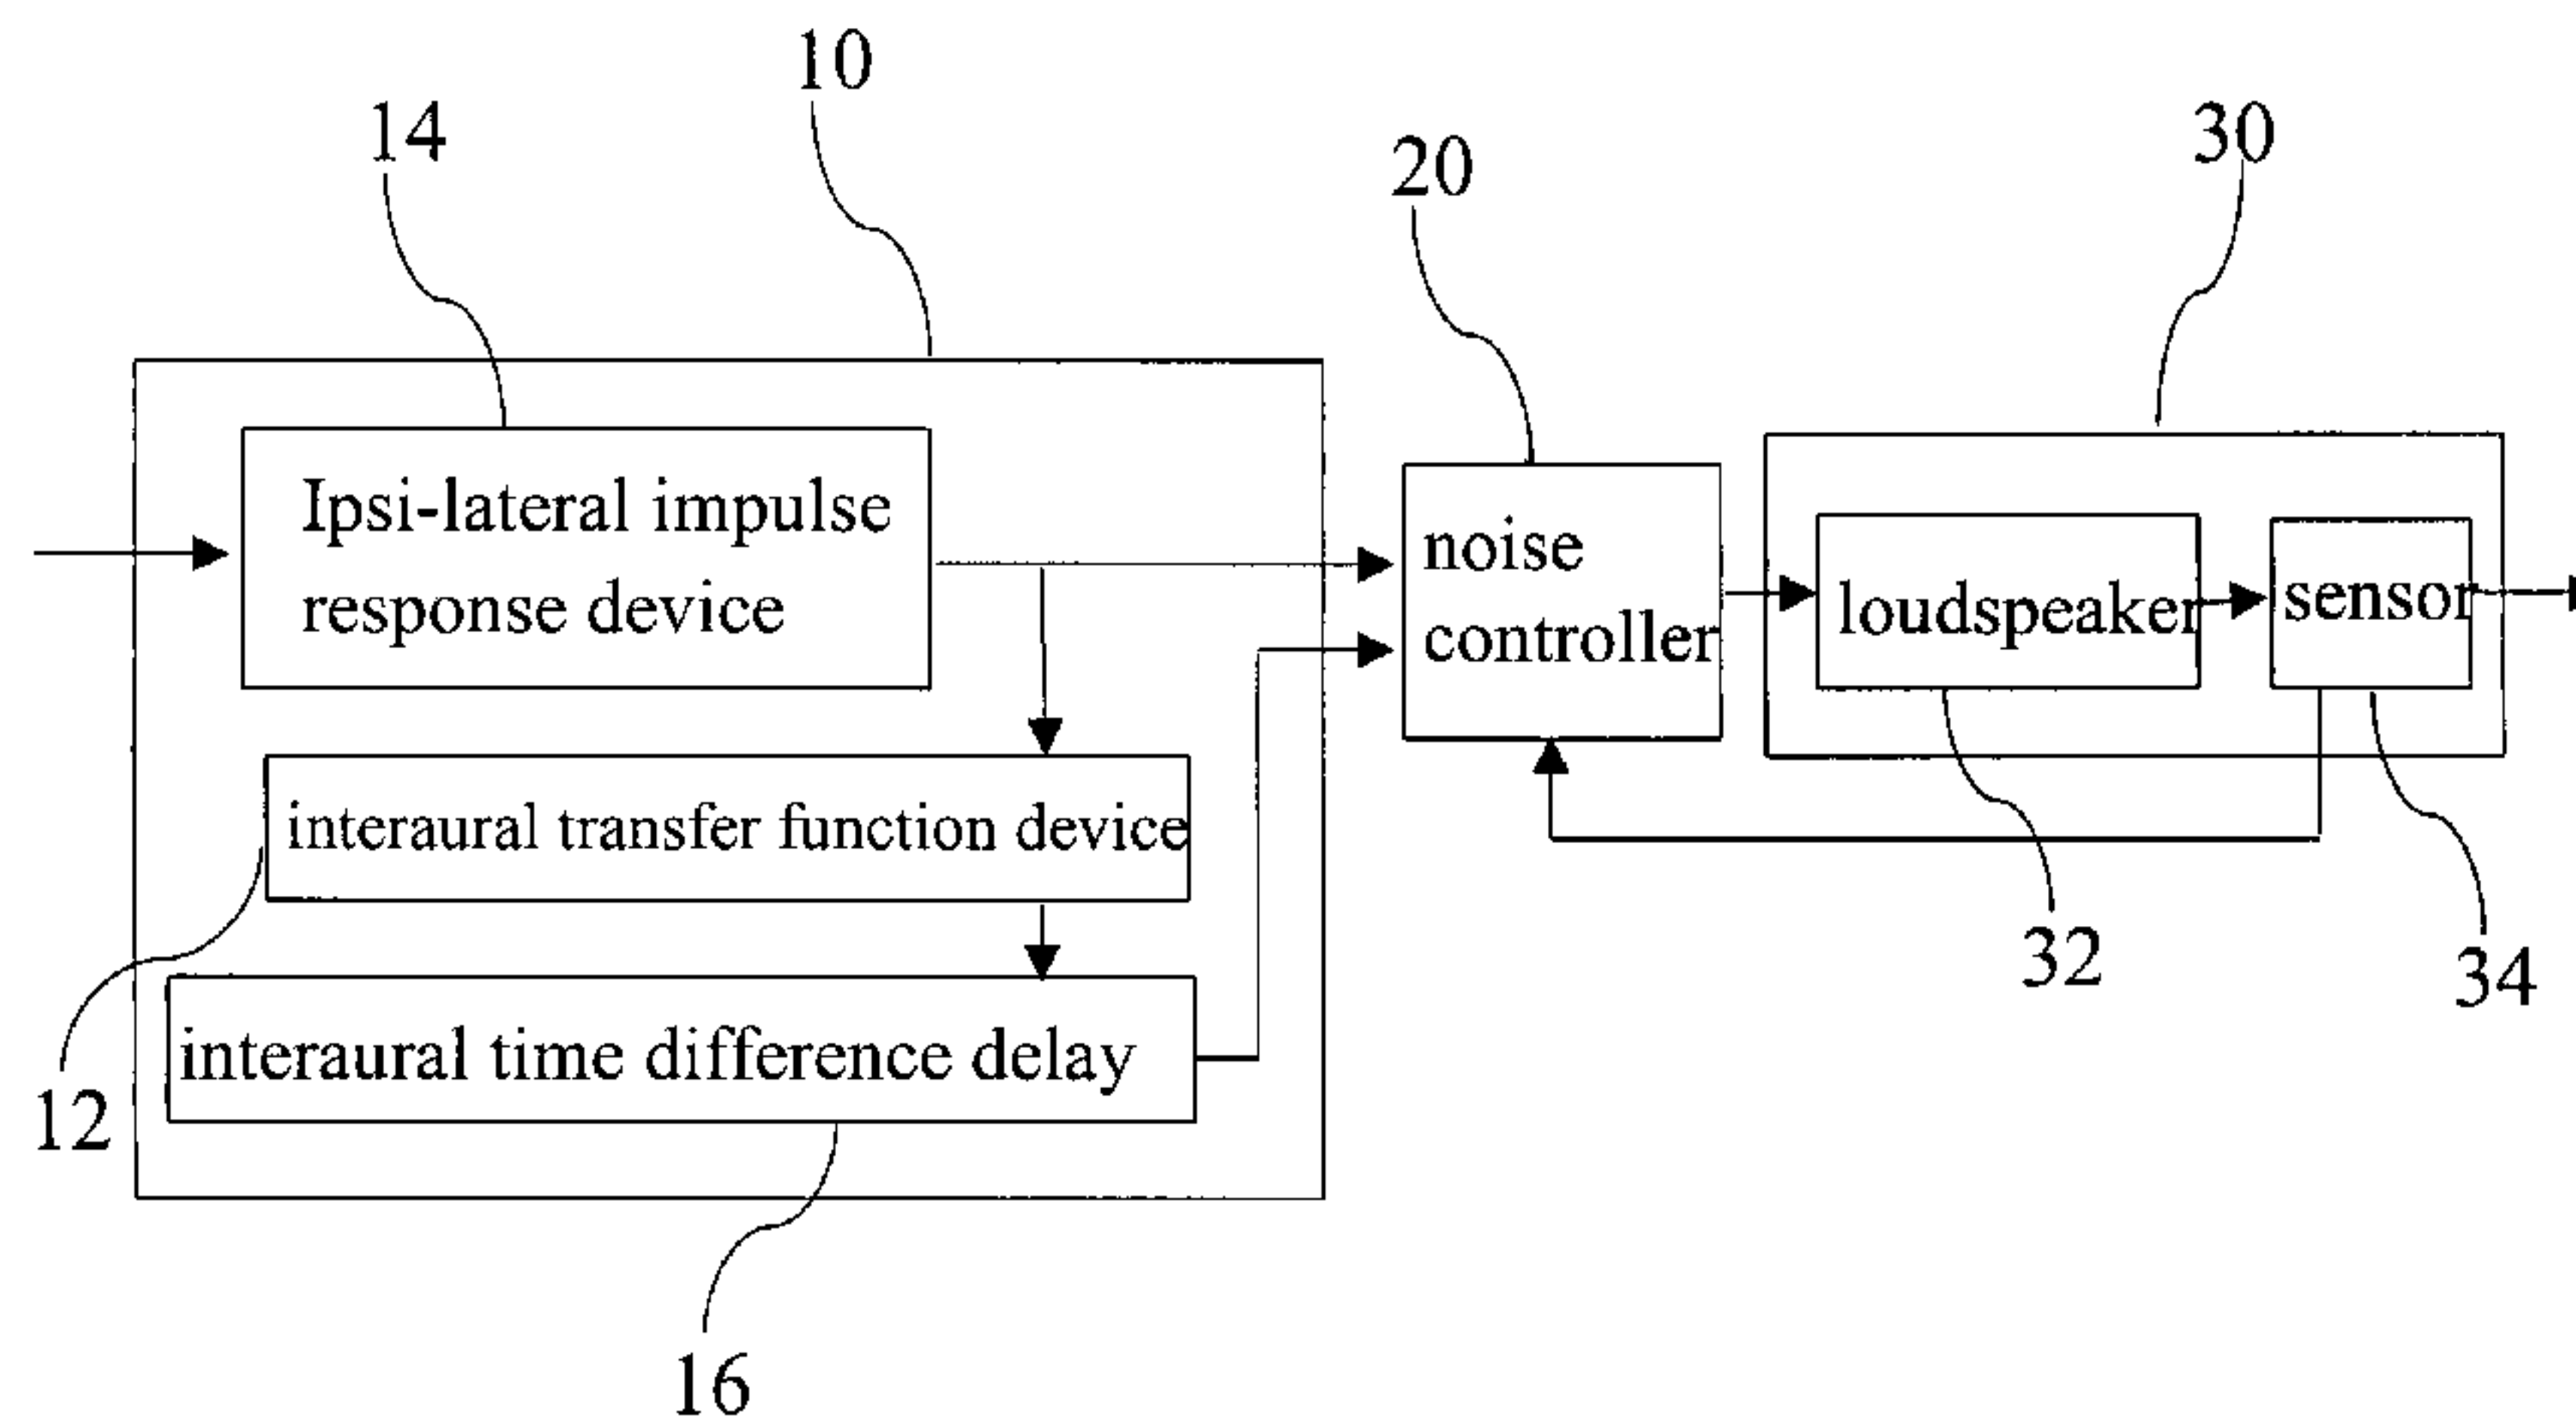 10
14
20
30
Ipsi-lateral impulse
response device
noise
controller
loudspeaker
sensor
interaural transfer function device
interaural time difference delay
12
32
34
16